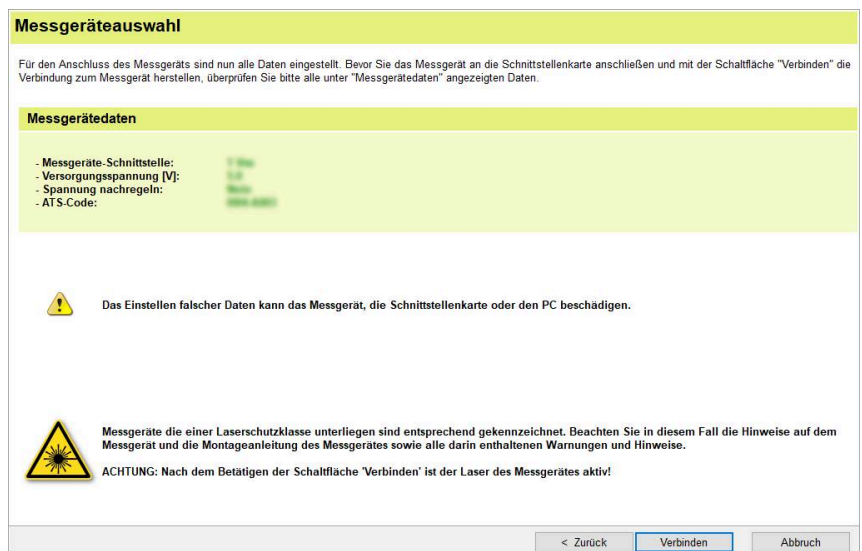 Messgeräteauswahl
Für den Anschluss des Messgeräts sind nun alle Daten eingestellt. Bevor Sie das Messgerät an die Schnittstellenkarte anschließen und mit der Schaltfläche "Verbinden" die
Verbindung zum Messgerät herstellen, überprüfen Sie bitte alle unter "Messgerätedaten" angezeigten Daten.
Messgerätedaten
- Messgeräte-Schnittstelle:
- Versorgungsspannung [V]:
- Spannung nachregeln:
- ATS-Code:
Das Einstellen falscher Daten kann das Messgerät, die Schnittstellenkarte oder den PC beschädigen.
Messgeräte die einer Laserschutzklasse unterliegen sind entsprechend gekennzeichnet. Beachten Sie in diesem Fall die Hinweise auf dem
Messgerät und die Montageanleitung des Messgerätes sowie alle darin enthaltenen Warnungen und Hinweise.
ACHTUNG: Nach dem Betätigen der Schaltfläche 'Verbinden' ist der Laser des Messgerätes aktiv!
< Zurück Verbinden Abbruch